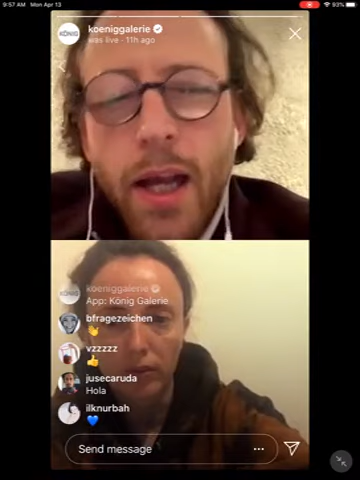 9:57 AM Mon Apr 13
93%
KÖNIG
koeniggalerie
was live · 11h ago
KÖNIG
koeniggalerie
App: König Galerie
bfragezeichen
👋
vzzzzz
👍
jusecaruda
Hola
ilknurbah
💙
Send message